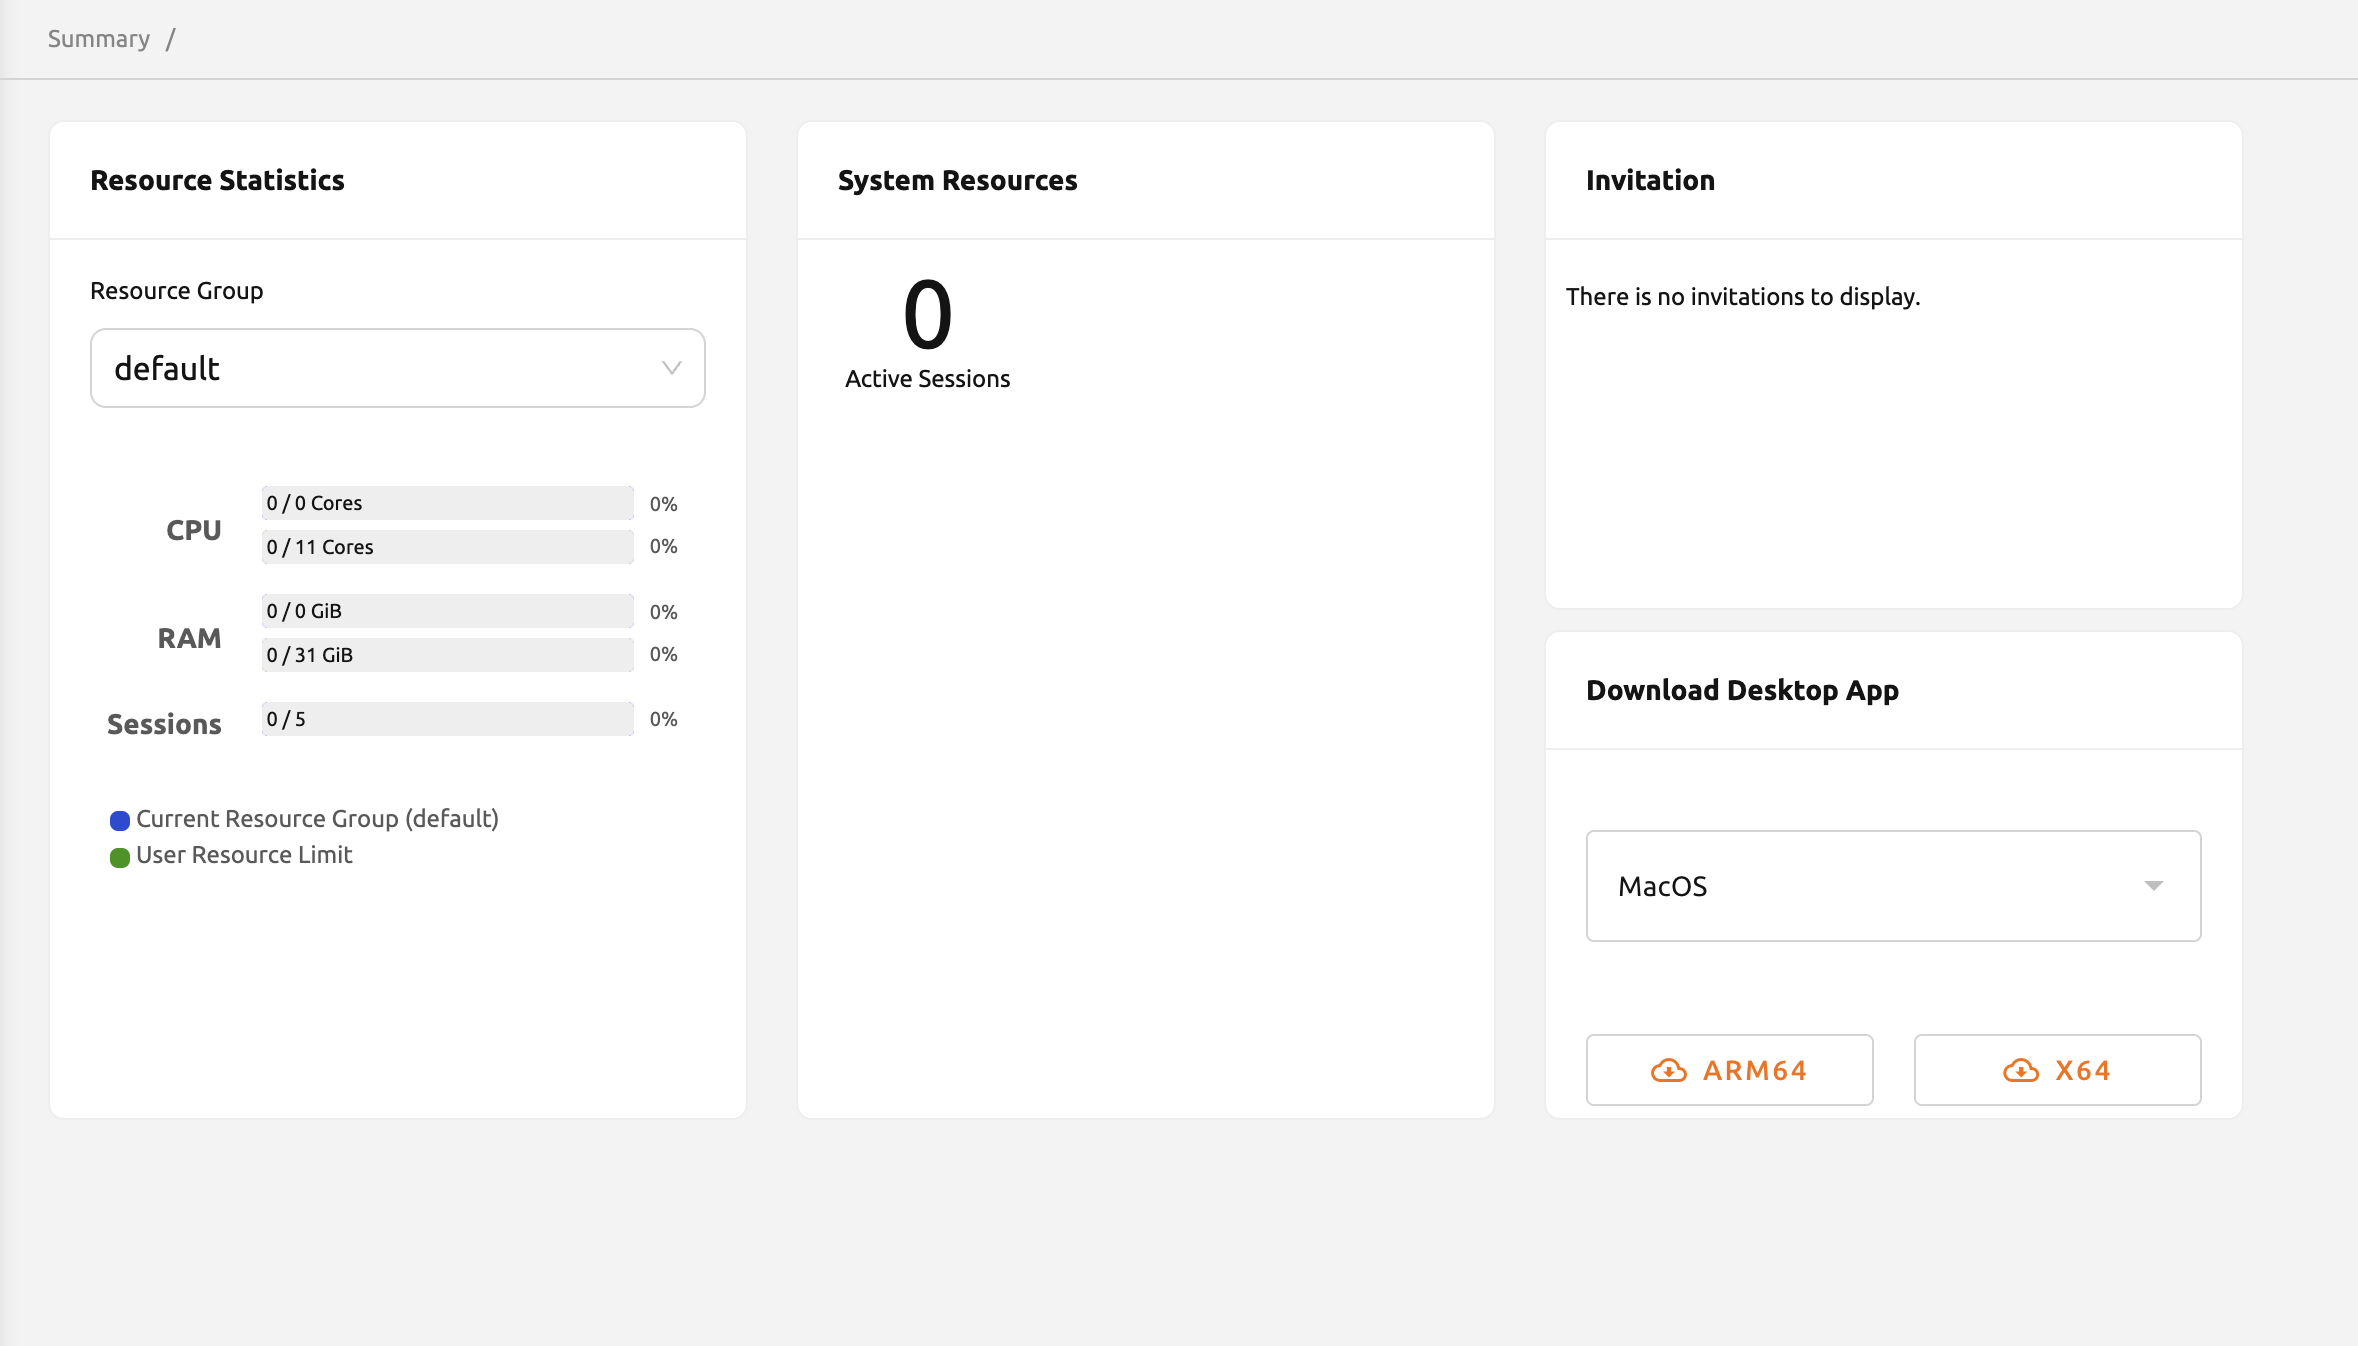 Summary /
Resource Statistics
Resource Group
default
CPU
0 / 0 Cores 0%
0 / 11 Cores 0%
RAM
0 / 0 GiB 0%
0 / 31 GiB 0%
Sessions
0 / 5 0%
Current Resource Group (default)
User Resource Limit
System Resources
0
Active Sessions
Invitation
There is no invitations to display.
Download Desktop App
MacOS
ARM64
X64